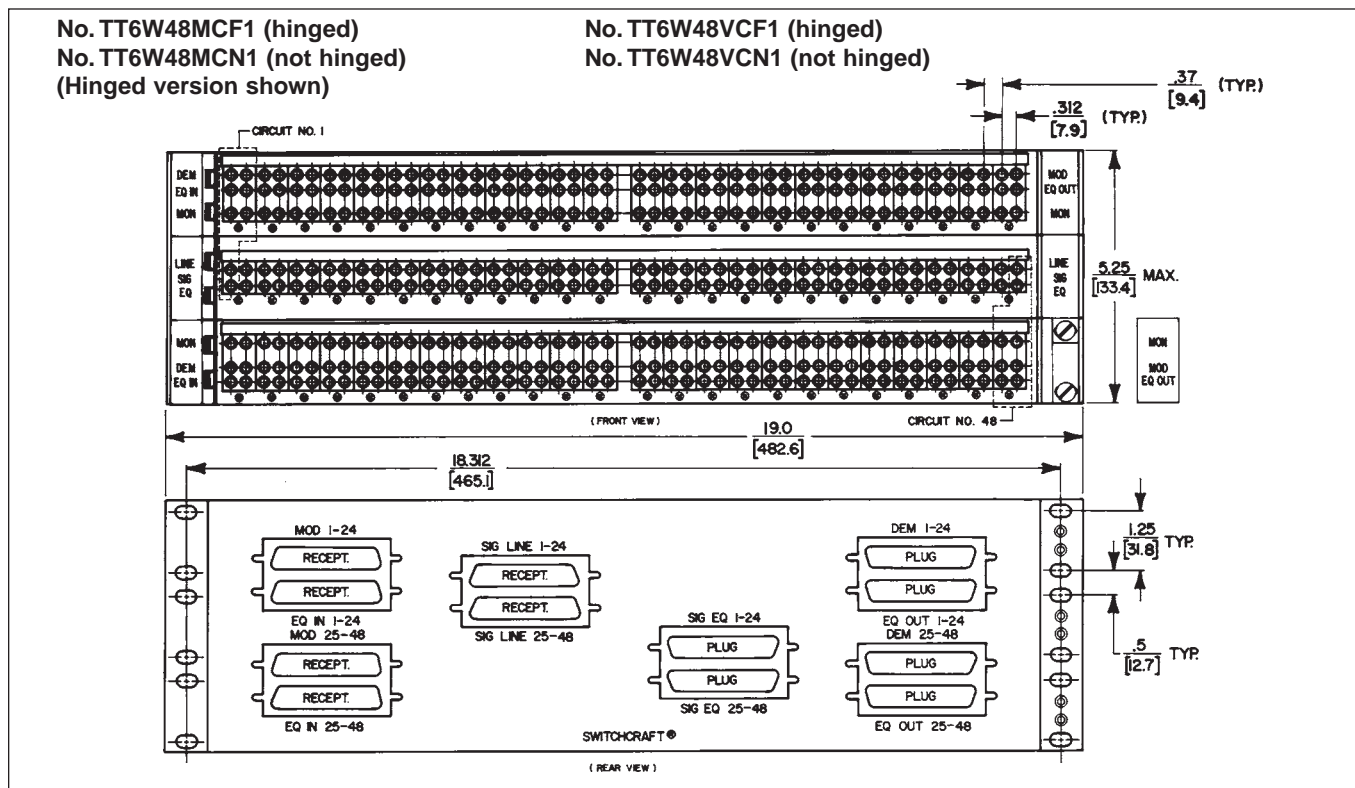 No. TT6W48MCF1 (hinged)
No. TT6W48MCN1 (not hinged)
(Hinged version shown)
No. TT6W48VCF1 (hinged)
No. TT6W48VCN1 (not hinged)
.37
[9.4]
(TYP.)
.312
[7.9]
(TYP.)
CIRCUIT NO. 1
DEM
EQ IN
MON
MOD
EQ OUT
MON
LINE
SIG
EQ
LINE
SIG
EQ
5.25
[133.4]
MAX.
MON
DEM
EQ IN
MON
MOD
EQ OUT
(FRONT VIEW)
CIRCUIT NO. 48
19.0
[482.6]
18.312
[465.1]
MOD 1-24
RECEPT.
RECEPT.
EQ IN 1-24
MOD 25-48
RECEPT.
RECEPT.
EQ IN 25-48
SIG LINE 1-24
RECEPT.
RECEPT.
SIG LINE 25-48
SIG EQ 1-24
PLUG
PLUG
SIG EQ 25-48
DEM 1-24
PLUG
PLUG
EQ OUT 1-24
DEM 25-48
PLUG
PLUG
EQ OUT 25-48
1.25
[31.8]
TYP.
.5
[12.7]
TYP.
SWITCHCRAFT®
(REAR VIEW)